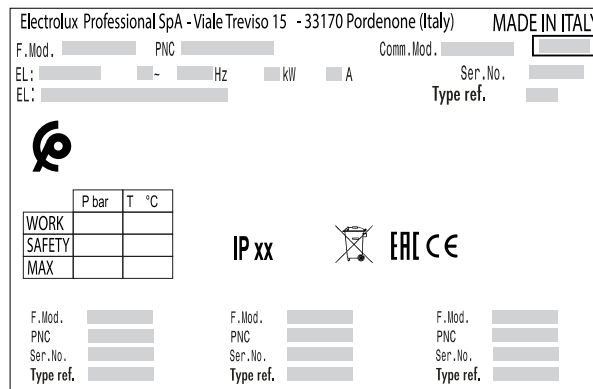 Electrolux Professional SpA - Viale Treviso 15 - 33170 Pordenone (Italy) MADE IN ITALY
F.Mod. PNC Comm.Mod.
EL: ~ Hz kW A Ser.No.
EL: Type ref.
P bar T °C
WORK
SAFETY
MAX
IP xx EAC CE
F.Mod. F.Mod. F.Mod.
PNC PNC PNC
Ser.No. Ser.No. Ser.No.
Type ref. Type ref. Type ref.